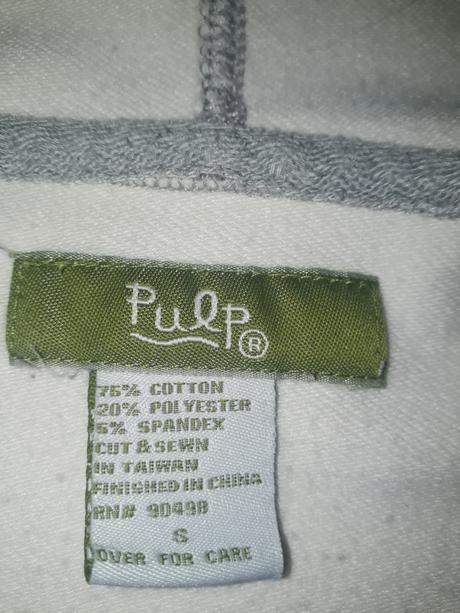 Pulp®
75% COTTON
20% POLYESTER
5% SPANDEX
CUT & SEWN
IN TAIWAN
FINISHED IN CHINA
RN# 90498
S
OVER FOR CARE